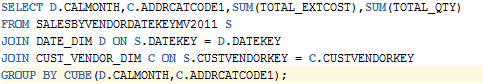 SELECT D.CALMONTH,C.ADDRCATCODE1,SUM(TOTAL_EXTCOST),SUM(TOTAL_QTY)
FROM SALESBYVENDORDATEKEYMV2011 S
JOIN DATE_DIM D ON S.DATEKEY = D.DATEKEY
JOIN CUST_VENDOR_DIM C ON S.CUSTVENDORKEY = C.CUSTVENDORKEY
GROUP BY CUBE(D.CALMONTH,C.ADDRCATCODE1);